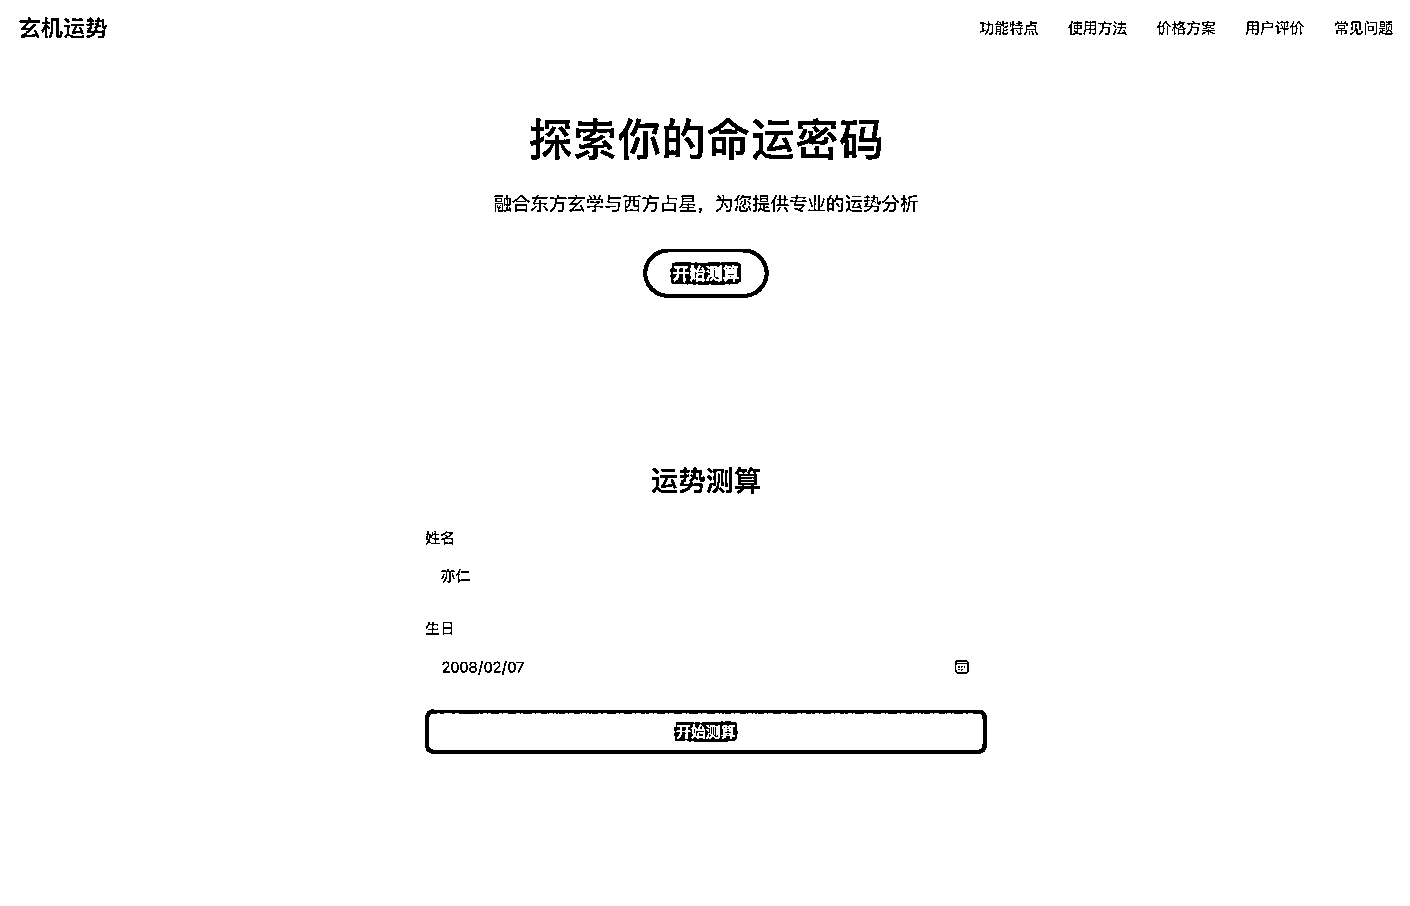 玄机运势
功能特点 使用方法 价格方案 用户评价 常见问题
探索你的命运密码
融合东方玄学与西方占星，为您提供专业的运势分析
开始测算
运势测算
姓名
亦仁
生日
2008/02/07
开始测算